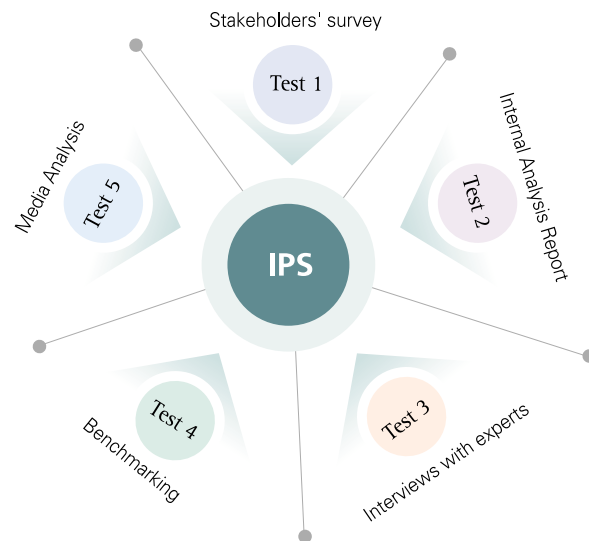 Stakeholders' survey
Test 1
Internal Analysis Report
Test 2
Interviews with experts
Test 3
Benchmarking
Test 4
Media Analysis
Test 5
IPS